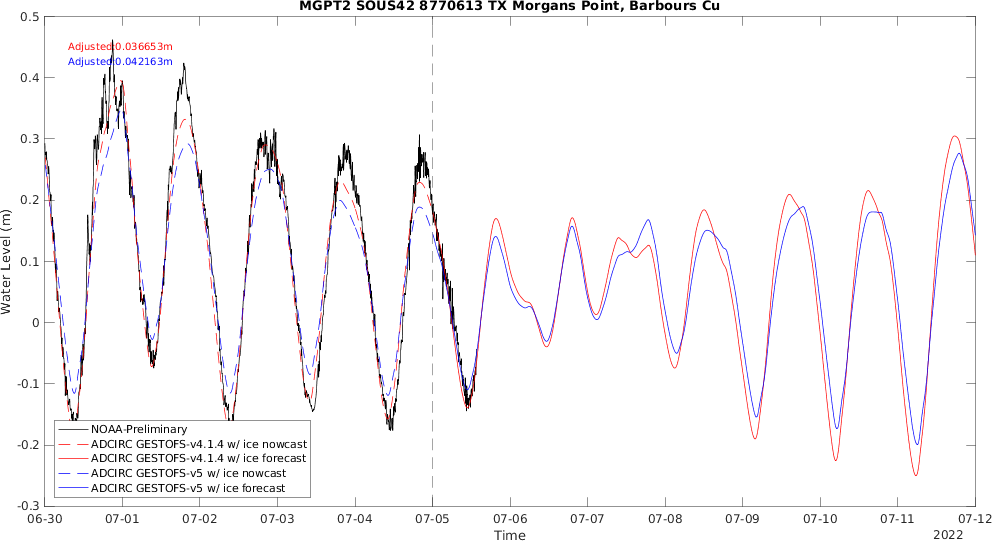 MGPT2 SOUS42 8770613 TX Morgans Point, Barbours Cu
0.5
Adjusted:0.036653m
Adjusted:0.042163m
0.4
0.3
0.2
0.1
0
-0.1
-0.2
-0.3
Water Level (m)
NOAA-Preliminary
ADCIRC GESTOFS-v4.1.4 w/ ice nowcast
ADCIRC GESTOFS-v4.1.4 w/ ice forecast
ADCIRC GESTOFS-v5 w/ ice nowcast
ADCIRC GESTOFS-v5 w/ ice forecast
06-30 07-01 07-02 07-03 07-04 07-05 07-06 07-07 07-08 07-09 07-10 07-11 07-12
Time
2022